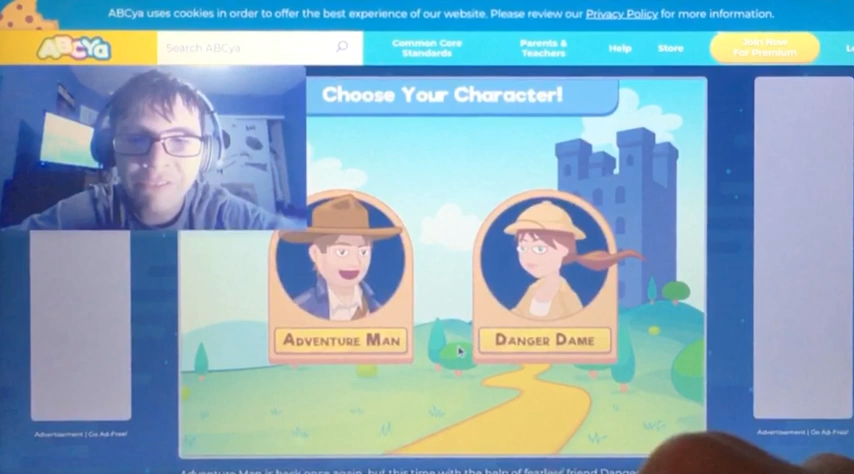 ABCya uses cookies in order to offer the best experience of our website. Please review our Privacy Policy for more information.
ABCYa
Search ABCya
Common Core
Standards
Parents &
Teachers
Help
Store
Join Now
For Premium
Choose Your Character!
ADVENTURE MAN
DANGER DAME
Advertisement | Go Ad-Free!
Advertisement | Go Ad-Free!
Adventure Man is back once again, but this time with the help of fearless friend Danger